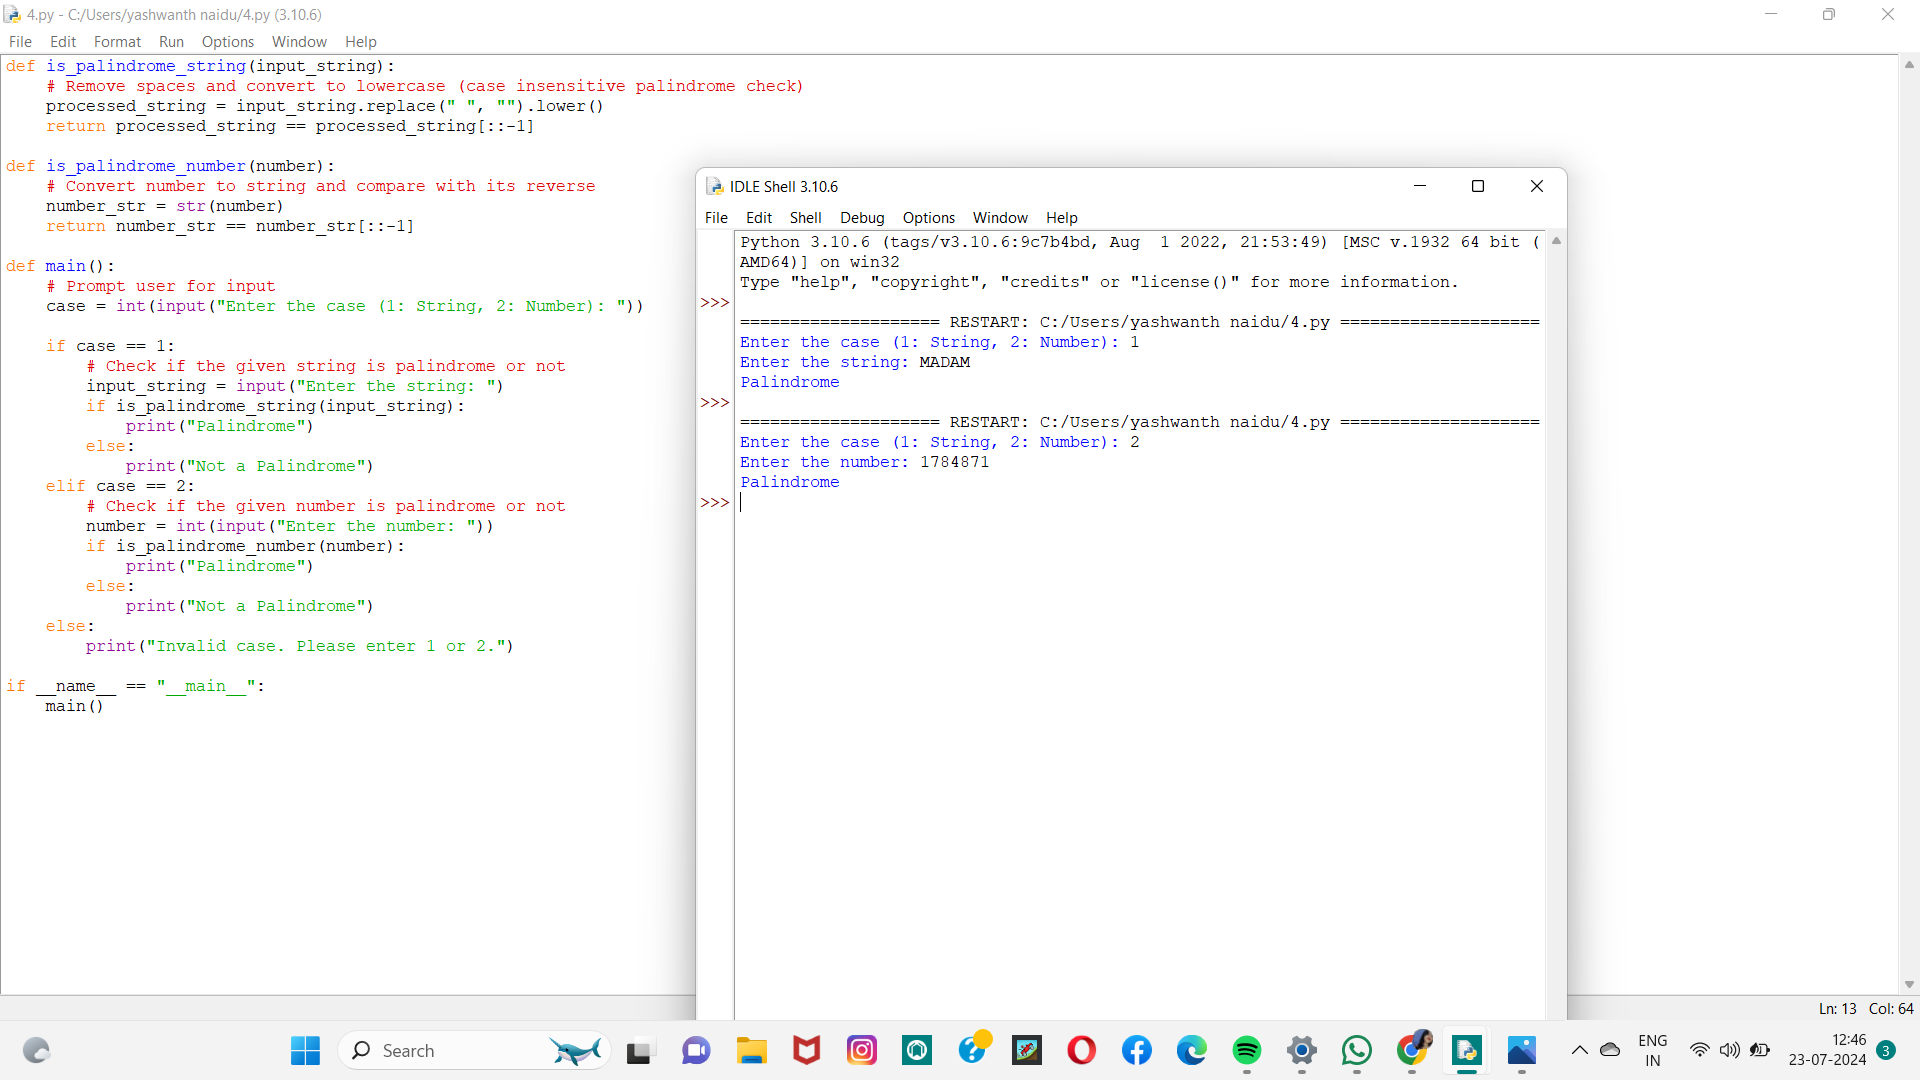 4.py - C:/Users/yashwanth naidu/4.py (3.10.6)
File Edit Format Run Options Window Help
def is_palindrome_string(input_string):
    # Remove spaces and convert to lowercase (case insensitive palindrome check)
    processed_string = input_string.replace(" ", "").lower()
    return processed_string == processed_string[::-1]

def is_palindrome_number(number):
    # Convert number to string and compare with its reverse
    number_str = str(number)
    return number_str == number_str[::-1]

def main():
    # Prompt user for input
    case = int(input("Enter the case (1: String, 2: Number): "))

    if case == 1:
        # Check if the given string is palindrome or not
        input_string = input("Enter the string: ")
        if is_palindrome_string(input_string):
            print("Palindrome")
        else:
            print("Not a Palindrome")
    elif case == 2:
        # Check if the given number is palindrome or not
        number = int(input("Enter the number: "))
        if is_palindrome_number(number):
            print("Palindrome")
        else:
            print("Not a Palindrome")
    else:
        print("Invalid case. Please enter 1 or 2.")

if __name__ == "__main__":
    main()
IDLE Shell 3.10.6
File Edit Shell Debug Options Window Help
Python 3.10.6 (tags/v3.10.6:9c7b4bd, Aug  1 2022, 21:53:49) [MSC v.1932 64 bit (
AMD64)] on win32
Type "help", "copyright", "credits" or "license()" for more information.
>>>
==================== RESTART: C:/Users/yashwanth naidu/4.py ====================
Enter the case (1: String, 2: Number): 1
Enter the string: MADAM
Palindrome
>>>
==================== RESTART: C:/Users/yashwanth naidu/4.py ====================
Enter the case (1: String, 2: Number): 2
Enter the number: 1784871
Palindrome
>>>
Ln: 13 Col: 64
Search
ENG
IN
12:46
23-07-2024
3